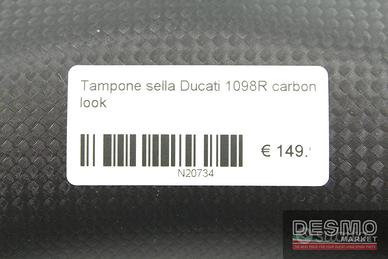 Tampone sella Ducati 1098R carbon
look
€ 149.
N20734
DESMO
MARKET